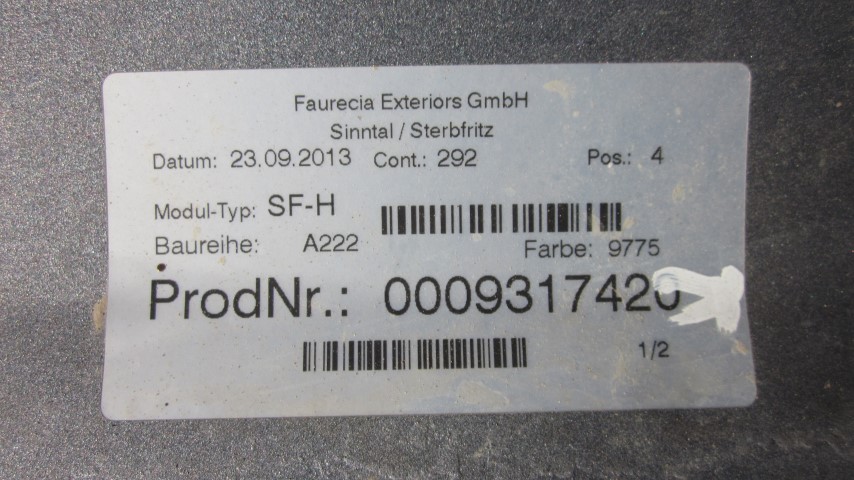 Faurecia Exteriors GmbH
Sinntal / Sterbfritz
Datum: 23.09.2013 Cont.: 292 Pos.: 4
Modul-Typ: SF-H
Baureihe: A222 Farbe: 9775
ProdNr.:
1/2